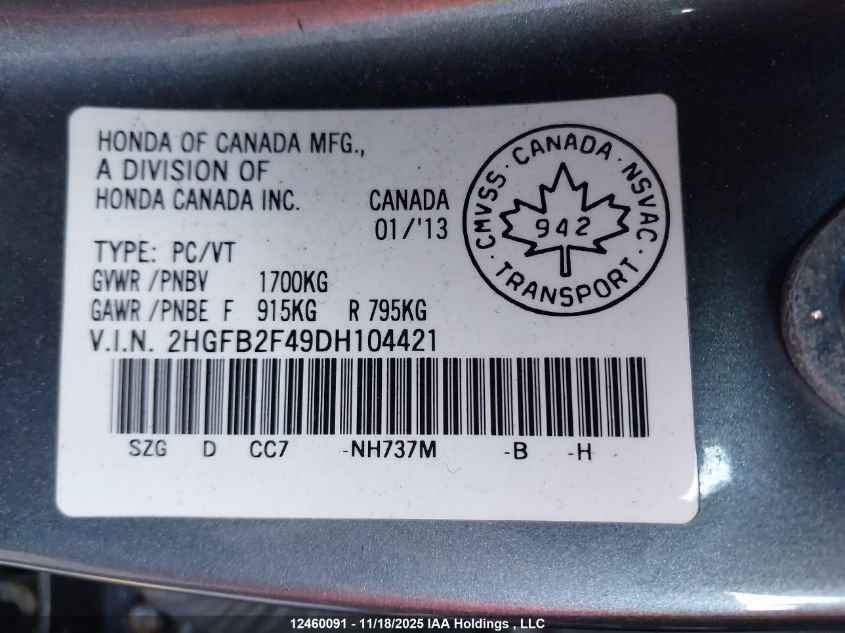 HONDA OF CANADA MFG.,
A DIVISION OF
HONDA CANADA INC. CANADA
01/'13
TYPE: PC/VT
GVWR /PNBV 1700KG
GAWR /PNBE F 915KG R 795KG
V.I.N. 2HGFB2F49DH104421
SZG D CC7 -NH737M -B -H
CMVSS · CANADA · NSVAC
942
· TRANSPORT ·
12460091 - 11/18/2025 IAA Holdings , LLC